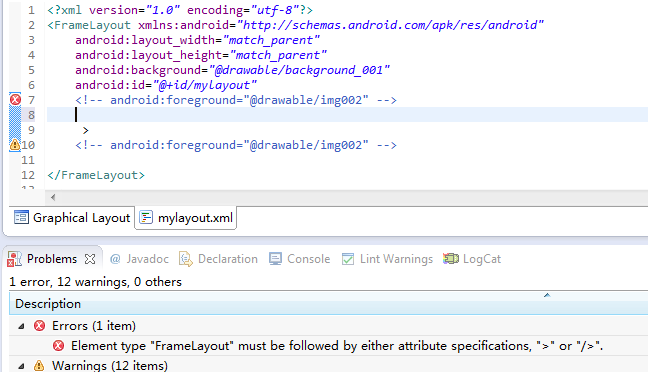 1 <?xml version="1.0" encoding="utf-8"?>
2 <FrameLayout xmlns:android="http://schemas.android.com/apk/res/android"
3 android:layout_width="match_parent"
4 android:layout_height="match_parent"
5 android:background="@drawable/background_001"
6 android:id="@+id/mylayout"
7 <!-- android:foreground="@drawable/img002" -->
8
9 >
10 <!-- android:foreground="@drawable/img002" -->
11
12 </FrameLayout>
13
Graphical Layout mylayout.xml
Problems @ Javadoc Declaration Console Lint Warnings LogCat
1 error, 12 warnings, 0 others
Description
Errors (1 item)
Element type "FrameLayout" must be followed by either attribute specifications, ">" or "/>".
Warnings (12 items)